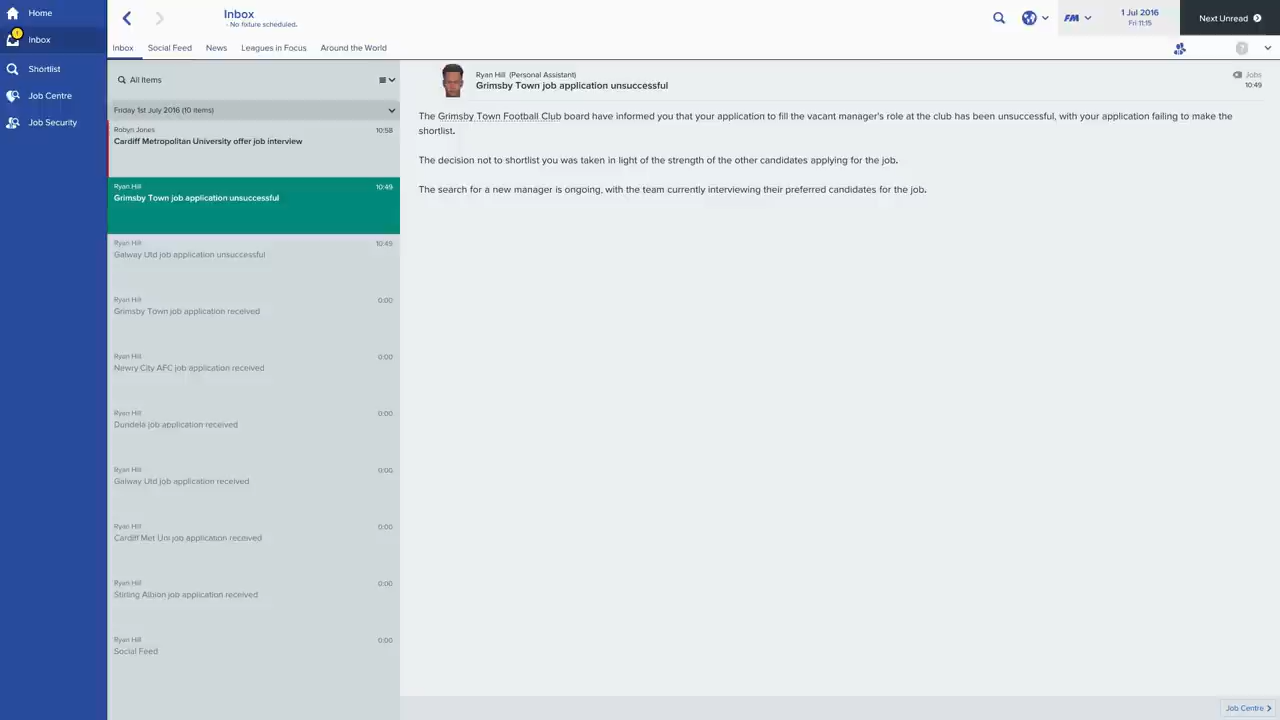 Home
Inbox
1
Shortlist
Job Centre
Job Security
Inbox
- No fixture scheduled.
FM
1 Jul 2016
Fri 11:15
Next Unread
Inbox
Social Feed
News
Leagues in Focus
Around the World
?
All Items
Friday 1st July 2016 (10 items)
Robyn Jones 10:58
Cardiff Metropolitan University offer job interview
Ryan Hill 10:49
Grimsby Town job application unsuccessful
Ryan Hill 10:49
Galway Utd job application unsuccessful
Ryan Hill 0:00
Grimsby Town job application received
Ryan Hill 0:00
Newry City AFC job application received
Ryan Hill 0:00
Dundela job application received
Ryan Hill 0:00
Galway Utd job application received
Ryan Hill 0:00
Cardiff Met Uni job application received
Ryan Hill 0:00
Stirling Albion job application received
Ryan Hill 0:00
Social Feed
Ryan Hill (Personal Assistant)
Grimsby Town job application unsuccessful
Jobs
10:49
The Grimsby Town Football Club board have informed you that your application to fill the vacant manager's role at the club has been unsuccessful, with your application failing to make the
shortlist.
The decision not to shortlist you was taken in light of the strength of the other candidates applying for the job.
The search for a new manager is ongoing, with the team currently interviewing their preferred candidates for the job.
Job Centre